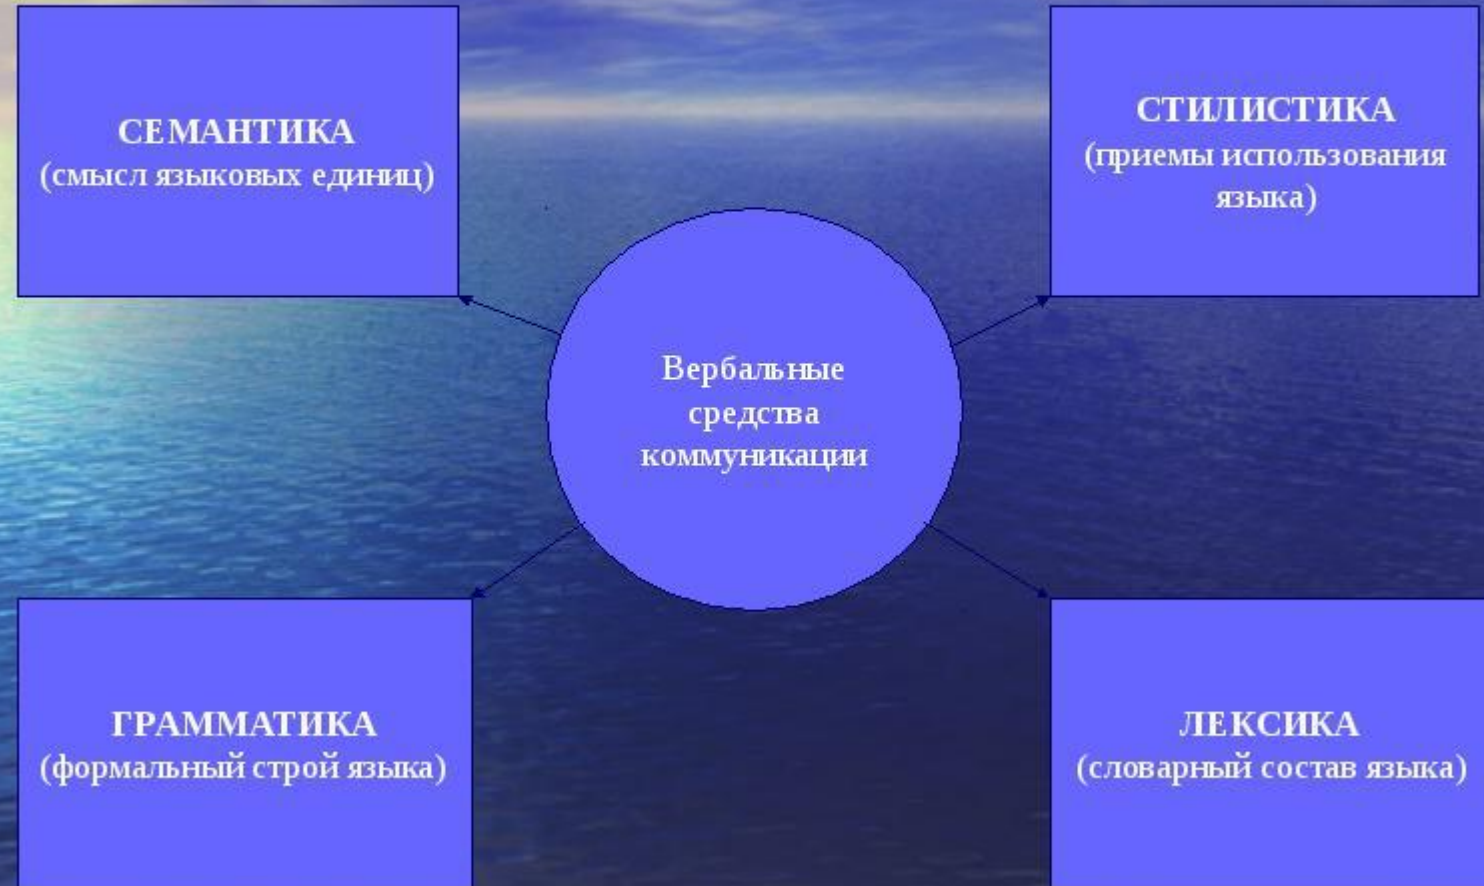 СЕМАНТИКА
(смысл языковых единиц)
СТИЛИСТИКА
(приемы использования
языка)
Вербальные
средства
коммуникации
ГРАММАТИКА
(формальный строй языка)
ЛЕКСИКА
(словарный состав языка)